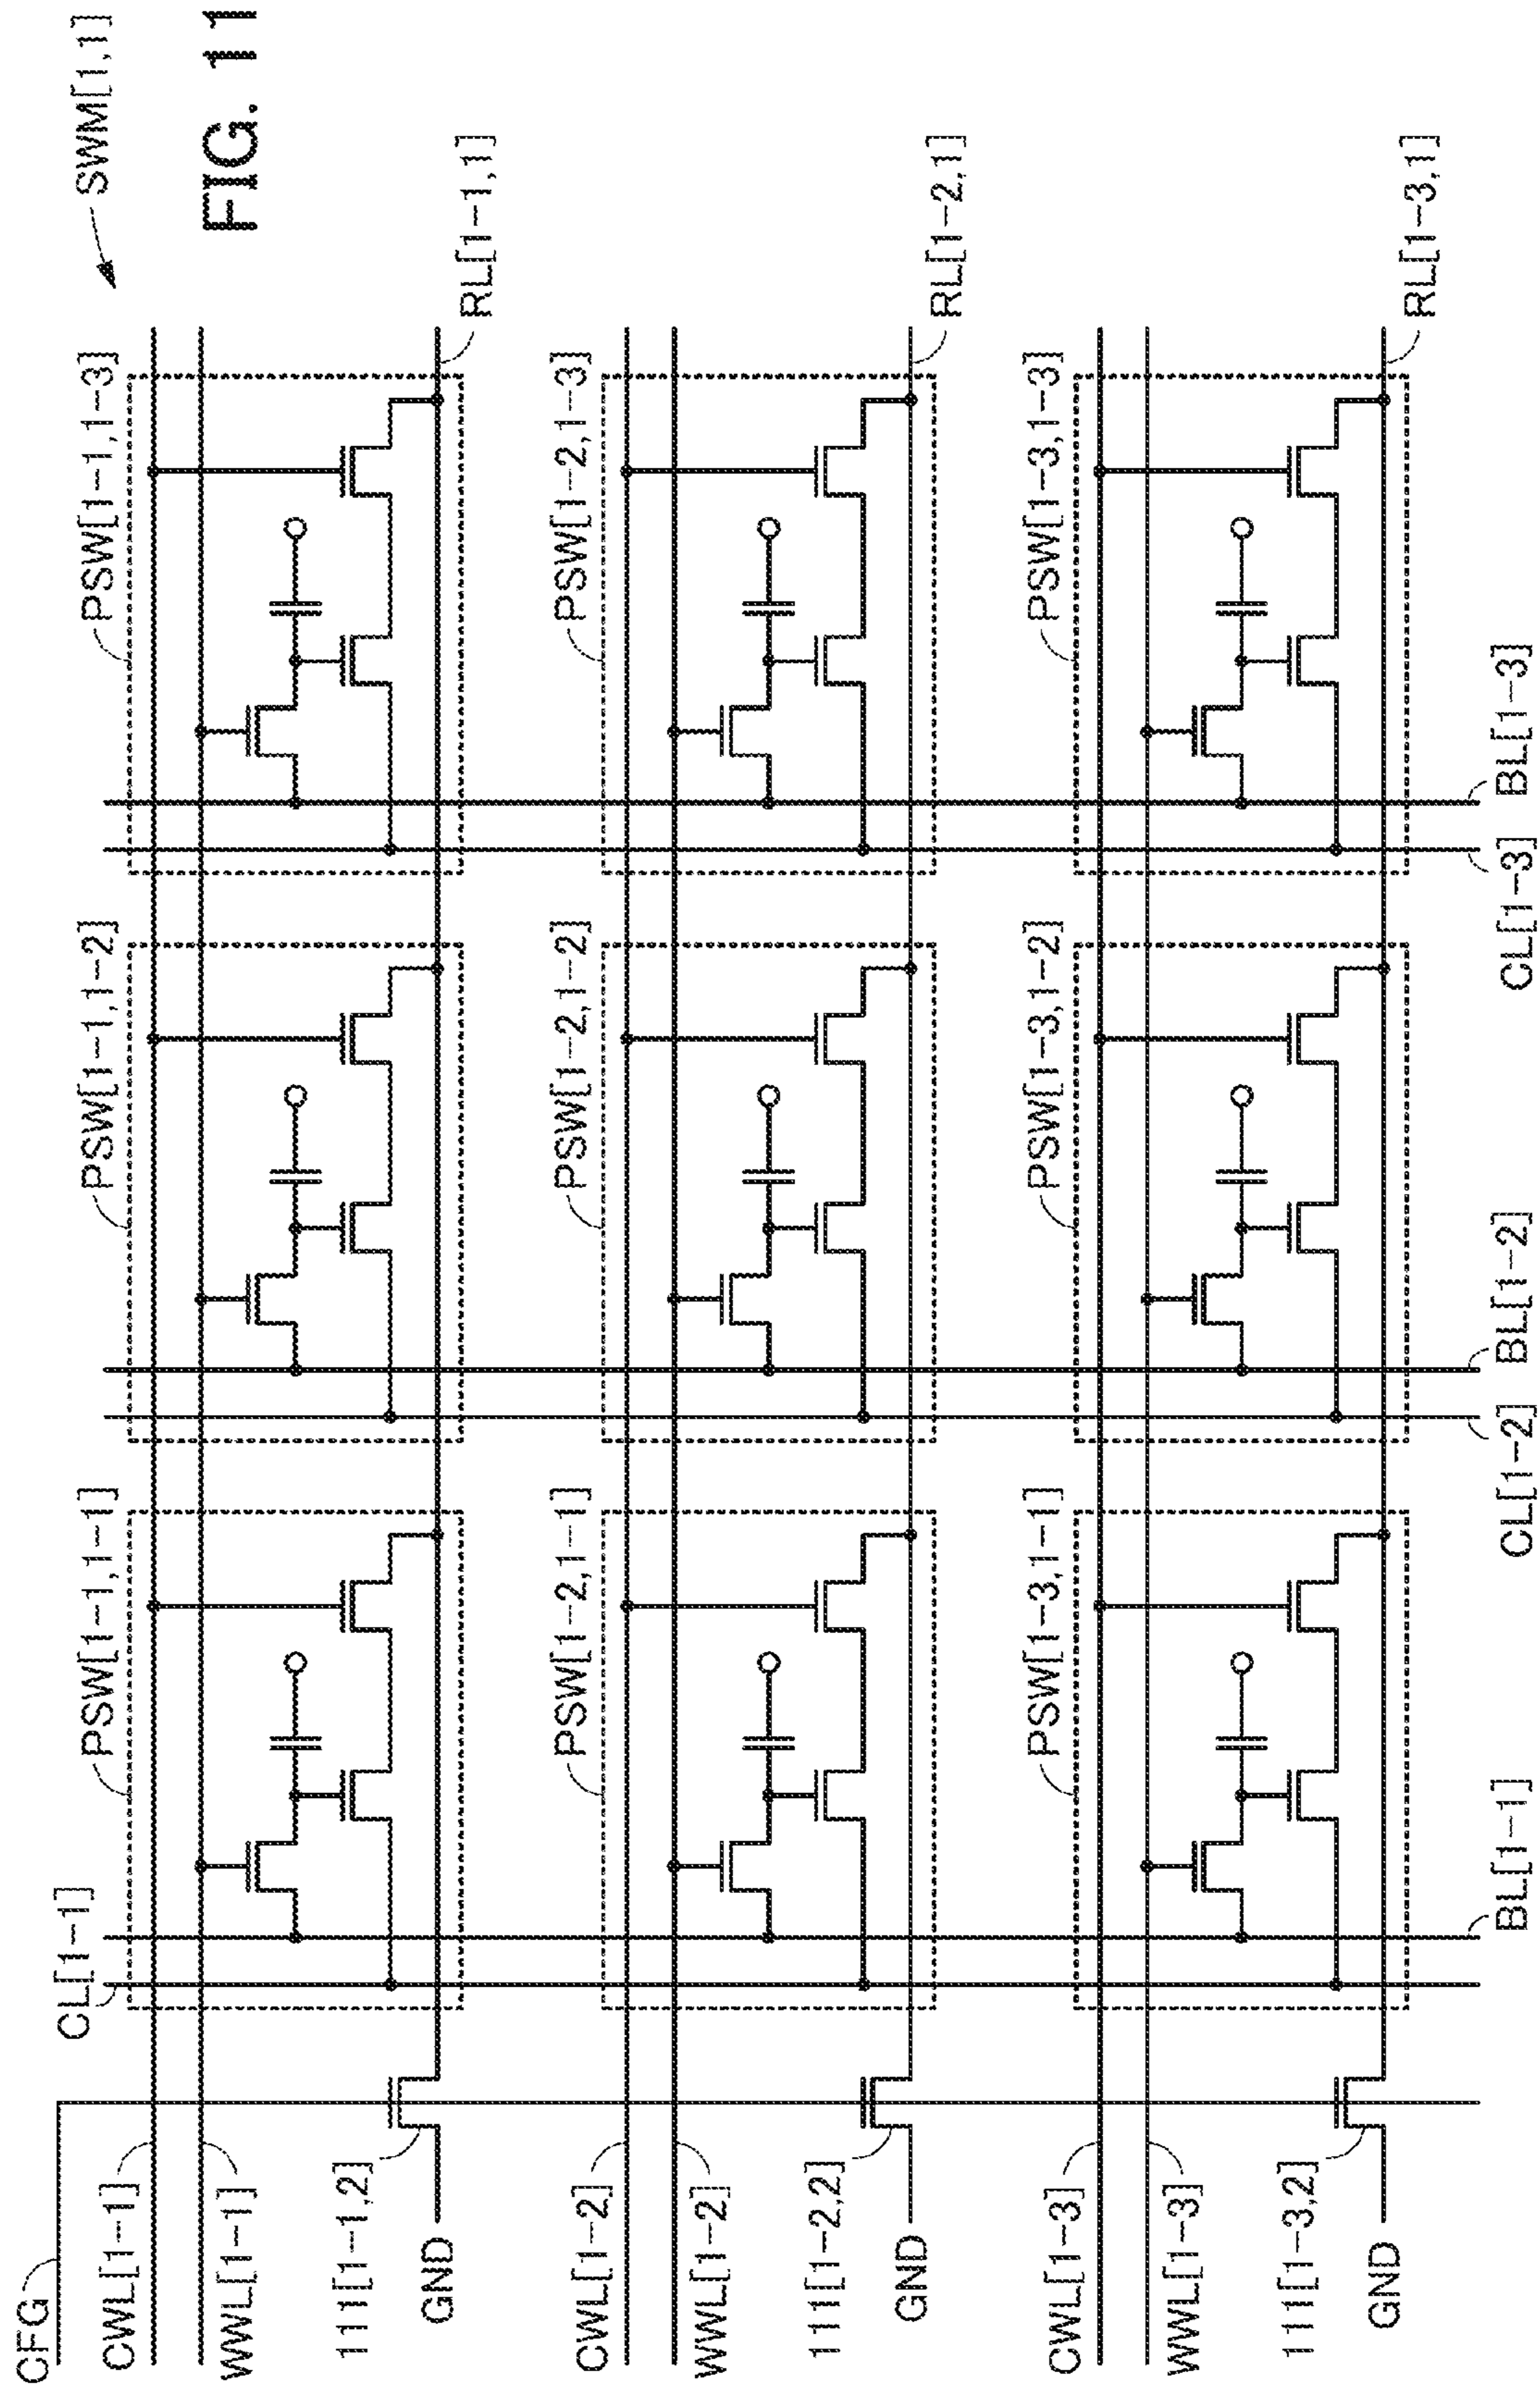 FIG. 11
SWM[1,1]
CFG
CL[1-1]
PSW[1-1,1-1]
PSW[1-1,1-2]
PSW[1-1,1-3]
CWL[1-1]
WWL[1-1]
111[1-1,2]
GND
RL[1-1,1]
PSW[1-2,1-1]
PSW[1-2,1-2]
PSW[1-2,1-3]
CWL[1-2]
WWL[1-2]
111[1-2,2]
GND
RL[1-2,1]
PSW[1-3,1-1]
PSW[1-3,1-2]
PSW[1-3,1-3]
CWL[1-3]
WWL[1-3]
111[1-3,2]
GND
RL[1-3,1]
BL[1-1]
CL[1-2]
BL[1-2]
CL[1-3]
BL[1-3]